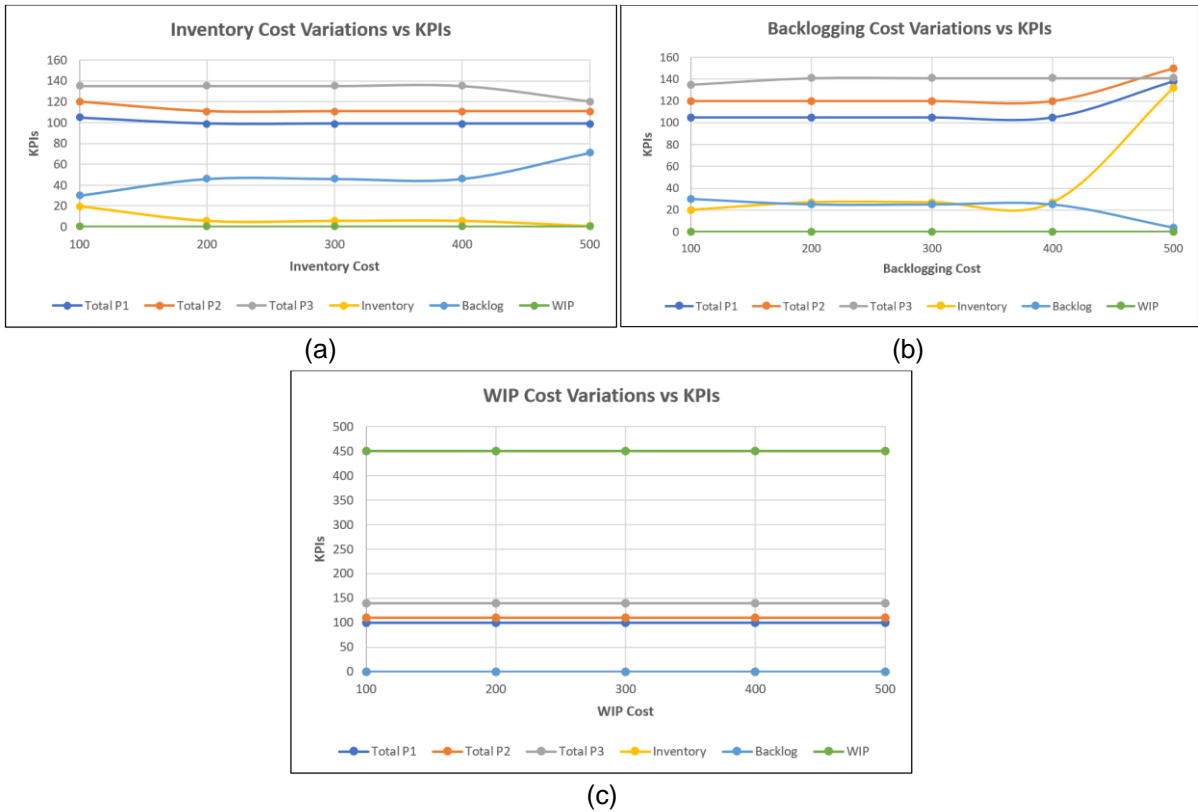 Inventory Cost Variations vs KPIs
160
140
120
100
80
60
40
20
0
KPIs
100 200 300 400 500
Inventory Cost
Total P1 Total P2 Total P3 Inventory Backlog WIP
(a)
Backlogging Cost Variations vs KPIs
160
140
120
100
80
60
40
20
0
KPIs
100 200 300 400 500
Backlogging Cost
Total P1 Total P2 Total P3 Inventory Backlog WIP
(b)
WIP Cost Variations vs KPIs
500
450
400
350
300
250
200
150
100
50
0
KPIs
100 200 300 400 500
WIP Cost
Total P1 Total P2 Total P3 Inventory Backlog WIP
(c)